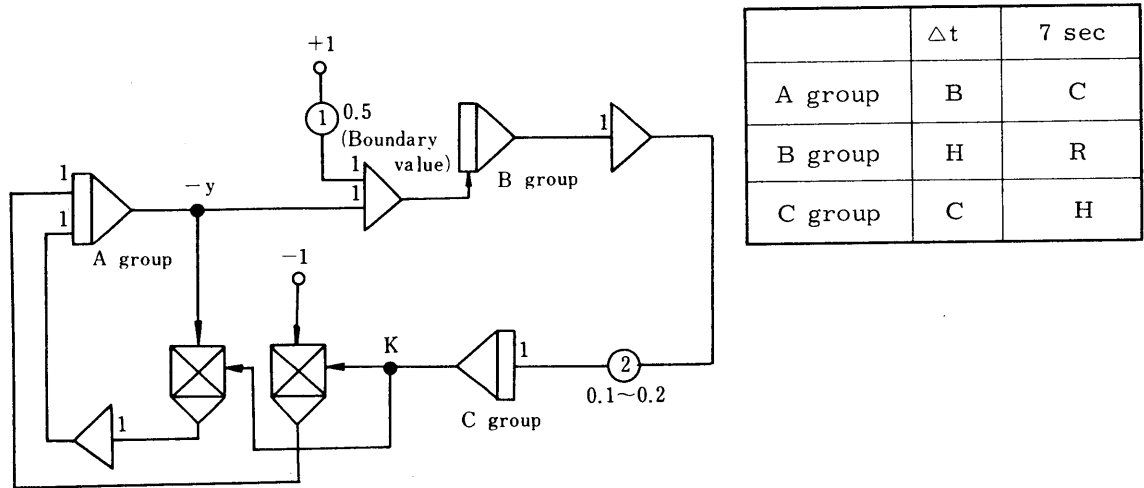 +1
1 0.5
(Boundary
value)
1
1
B group
1
1
1
A group
-y
-1
K
1
C group
2
0.1~0.2
1
△t 7 sec
A group B C
B group H R
C group C H